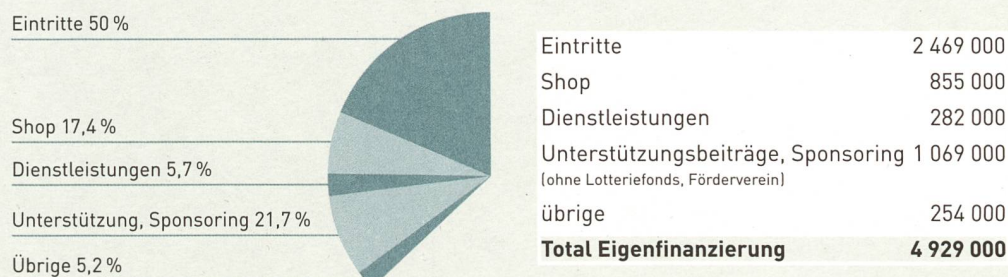 Eintritte 50 %
Shop 17,4 %
Dienstleistungen 5,7 %
Unterstützung, Sponsoring 21,7 %
Übrige 5,2 %
Eintritte 2 469 000
Shop 855 000
Dienstleistungen 282 000
Unterstützungsbeiträge, Sponsoring 1 069 000
(ohne Lotteriefonds, Förderverein)
übrige 254 000
Total Eigenfinanzierung 4 929 000